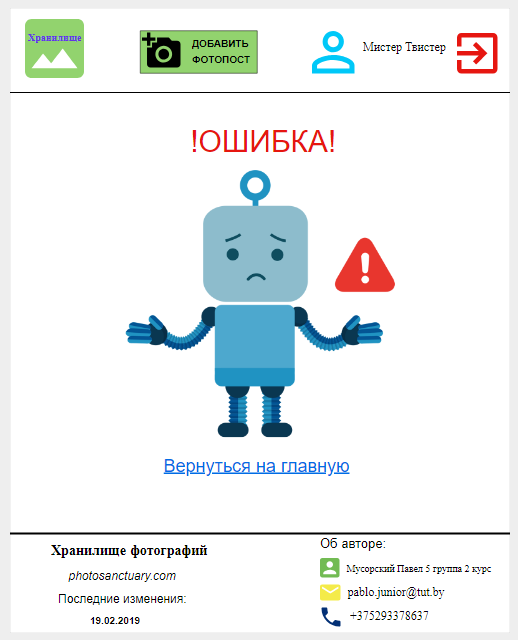 Хранилище
ДОБАВИТЬ
ФОТОПОСТ
Мистер Твистер
!ОШИБКА!
Вернуться на главную
Хранилище фотографий
photosanctuary.com
Последние изменения:
19.02.2019
Об авторе:
Мусорский Павел 5 группа 2 курс
pablo.junior@tut.by
+375293378637